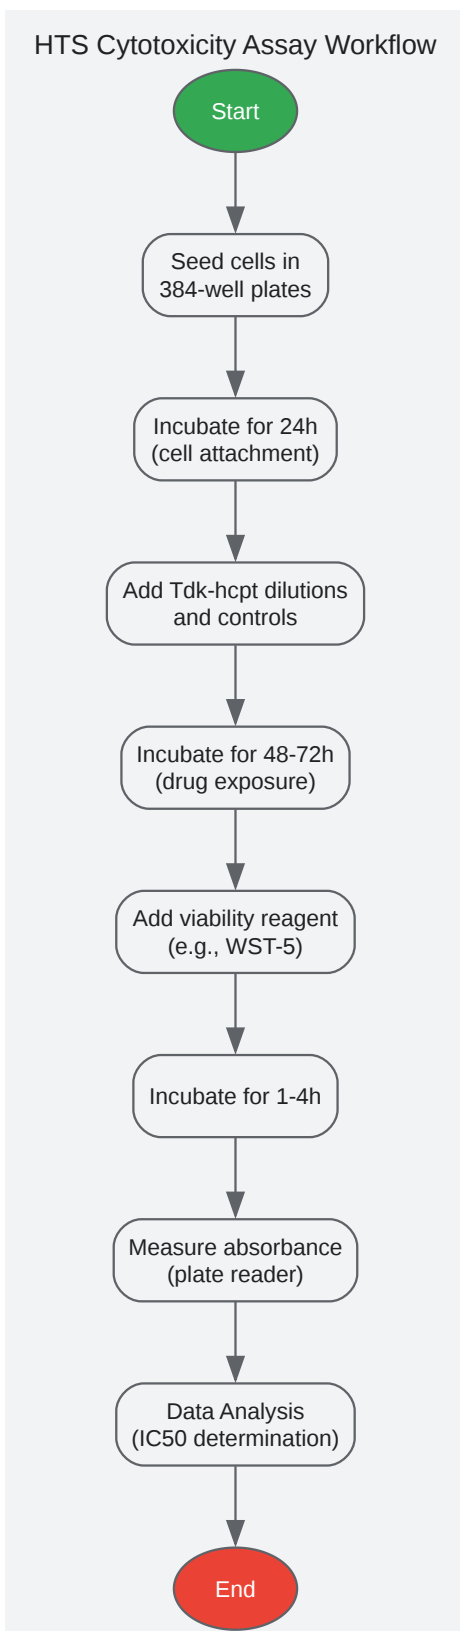 HTS Cytotoxicity Assay Workflow
Start
Seed cells in
384-well plates
Incubate for 24h
(cell attachment)
Add Tdk-hcpt dilutions
and controls
Incubate for 48-72h
(drug exposure)
Add viability reagent
(e.g., WST-5)
Incubate for 1-4h
Measure absorbance
(plate reader)
Data Analysis
(IC50 determination)
End